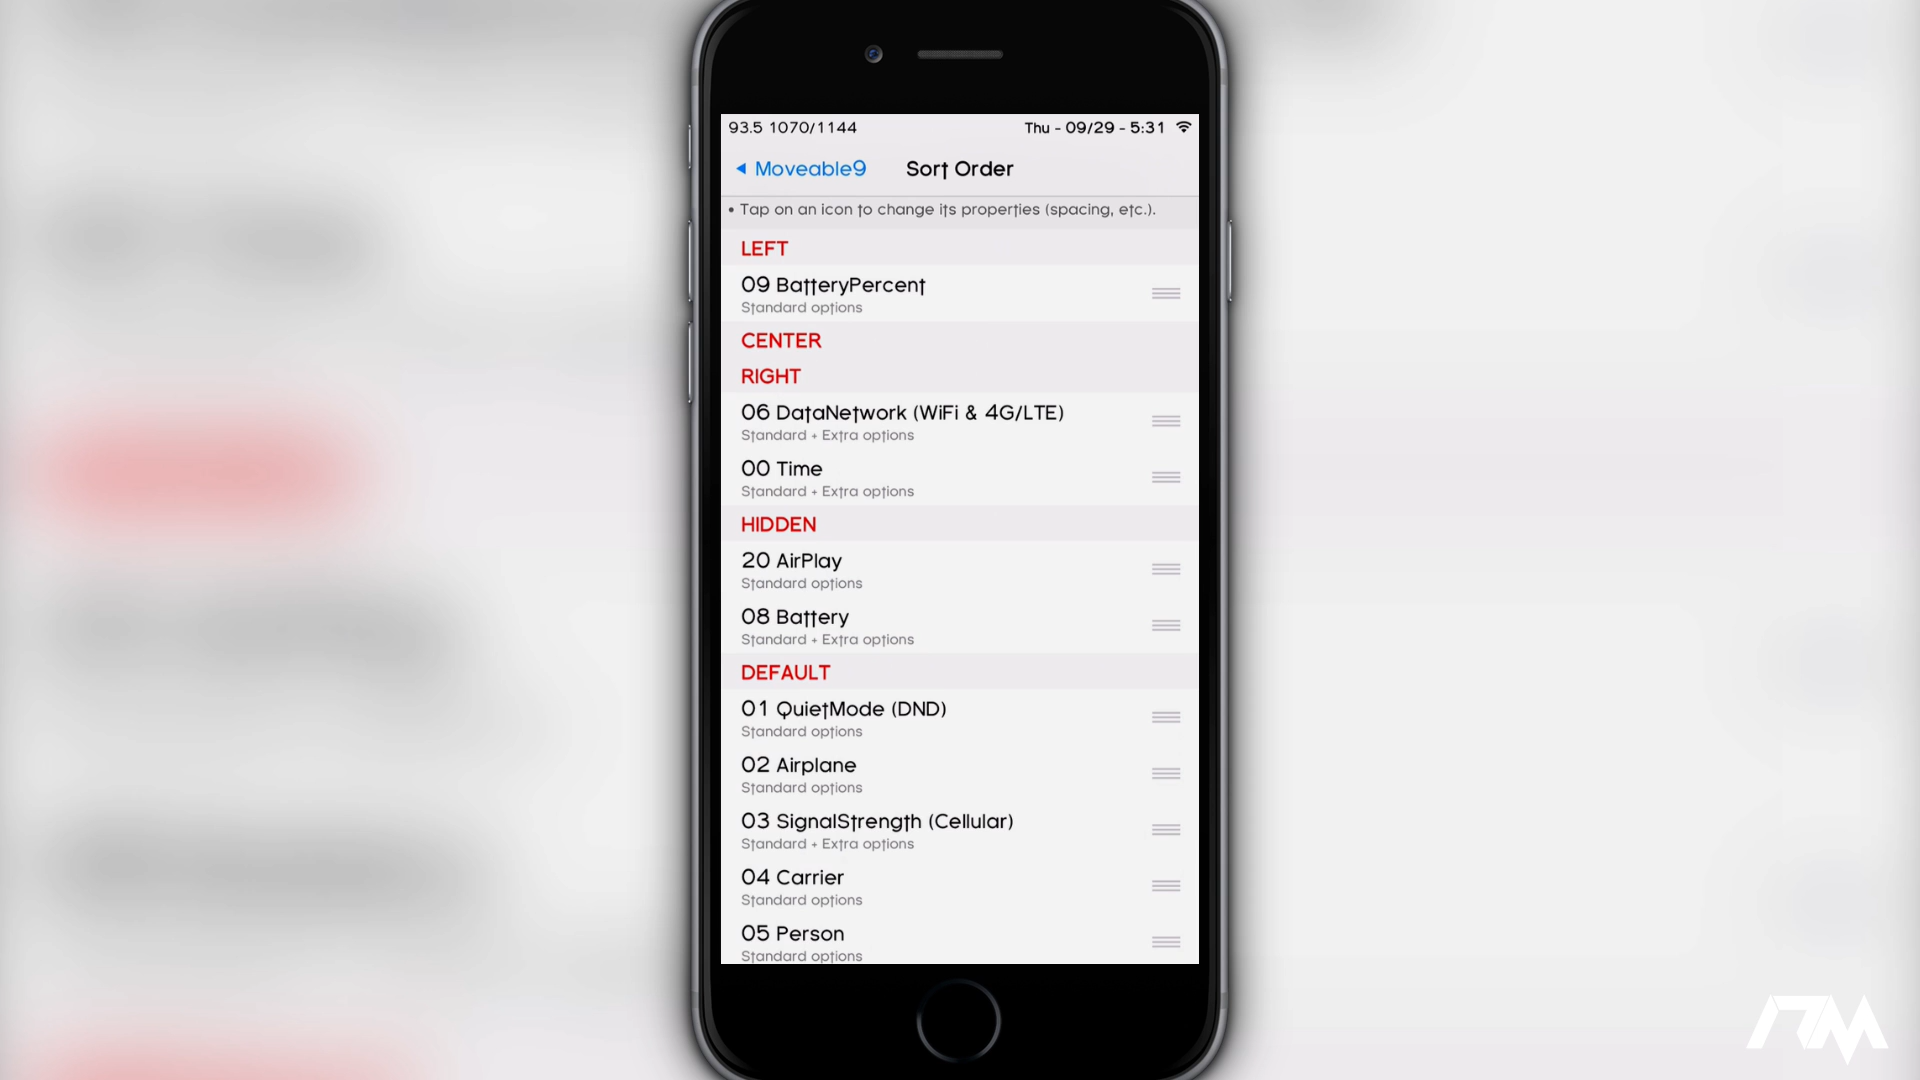 93.5 1070/1144 Thu - 09/29 - 5:31
Moveable9 Sort Order
• Tap on an icon to change its properties (spacing, etc.).
LEFT
09 BatteryPercent
Standard options
CENTER
RIGHT
06 DataNetwork (WiFi & 4G/LTE)
Standard + Extra options
00 Time
Standard + Extra options
HIDDEN
20 AirPlay
Standard options
08 Battery
Standard + Extra options
DEFAULT
01 QuietMode (DND)
Standard options
02 Airplane
Standard options
03 SignalStrength (Cellular)
Standard + Extra options
04 Carrier
Standard options
05 Person
Standard options